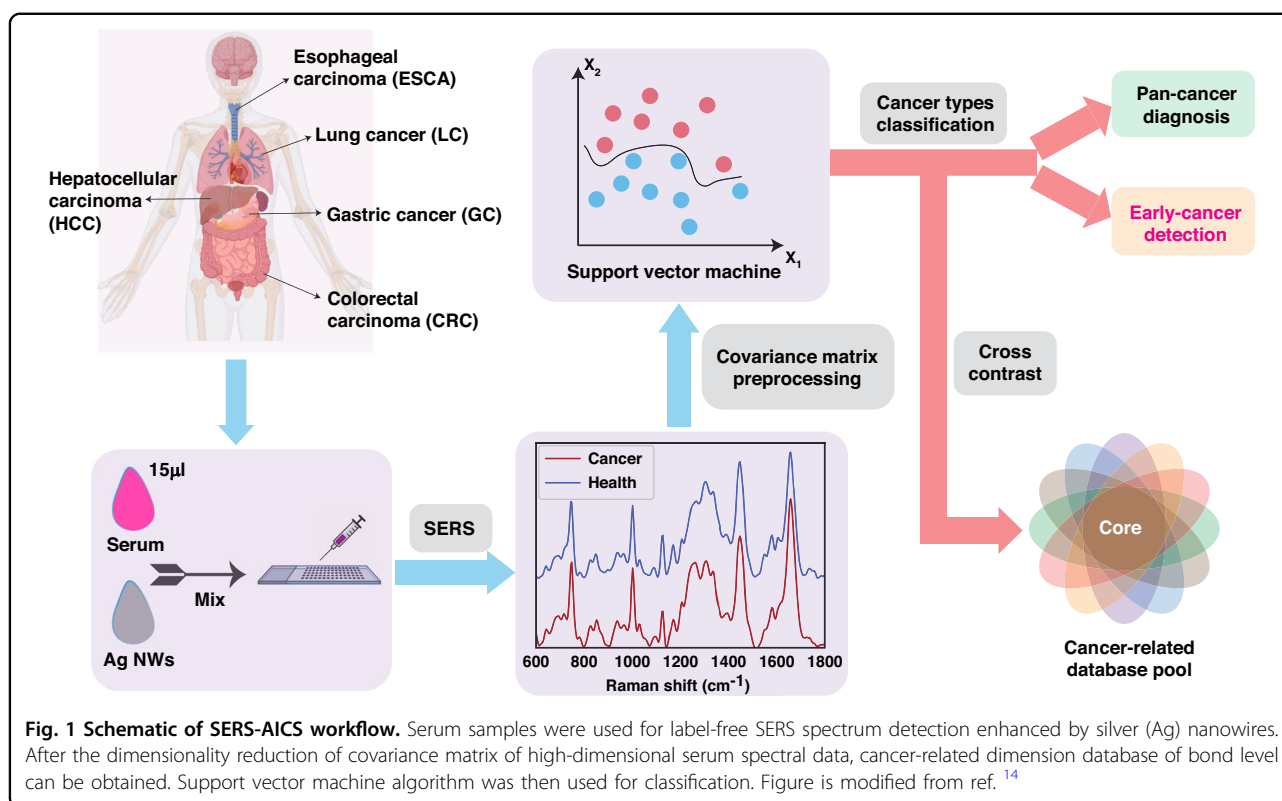 Esophageal
carcinoma (ESCA)
Lung cancer (LC)
Hepatocellular
carcinoma
(HCC)
Gastric cancer (GC)
Colorectal
carcinoma (CRC)
15μl
Serum
Mix
Ag NWs
SERS
Cancer
Health
600 800 1000 1200 1400 1600 1800
Raman shift (cm-1)
Covariance matrix
preprocessing
X2
X1
Support vector machine
Cancer types
classification
Pan-cancer
diagnosis
Early-cancer
detection
Cross
contrast
Core
Cancer-related
database pool
Fig. 1 Schematic of SERS-AICS workflow. Serum samples were used for label-free SERS spectrum detection enhanced by silver (Ag) nanowires.
After the dimensionality reduction of covariance matrix of high-dimensional serum spectral data, cancer-related dimension database of bond level
can be obtained. Support vector machine algorithm was then used for classification. Figure is modified from ref. 14